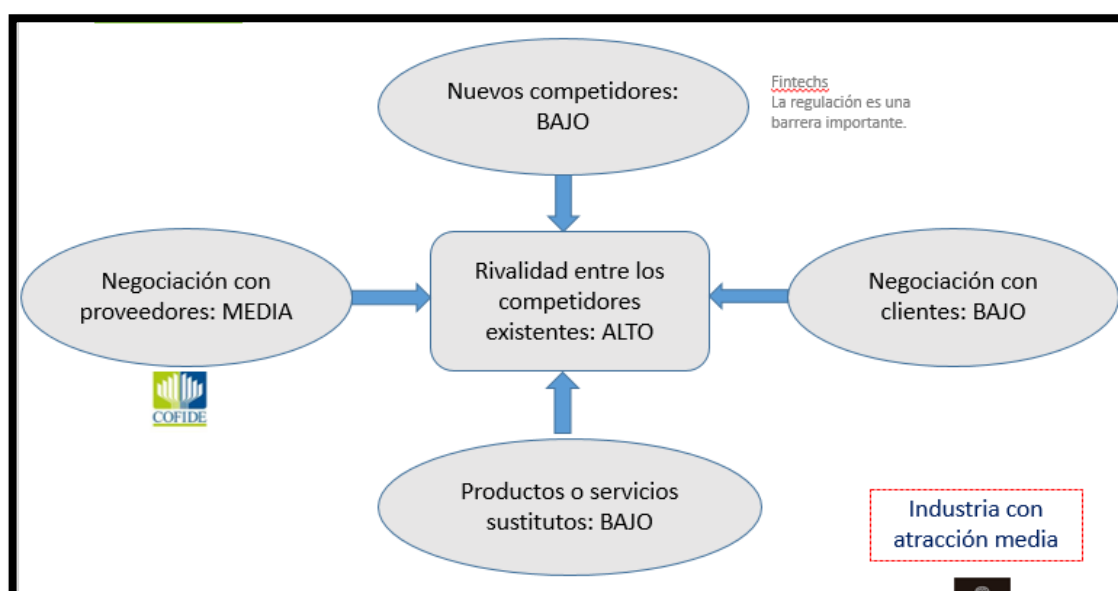 Nuevos competidores:
BAJO
Fintechs
La regulación es una
barrera importante.
Negociación con
proveedores: MEDIA
Rivalidad entre los
competidores
existentes: ALTO
Negociación con
clientes: BAJO
COFIDE
Productos o servicios
sustitutos: BAJO
Industria con
atracción media